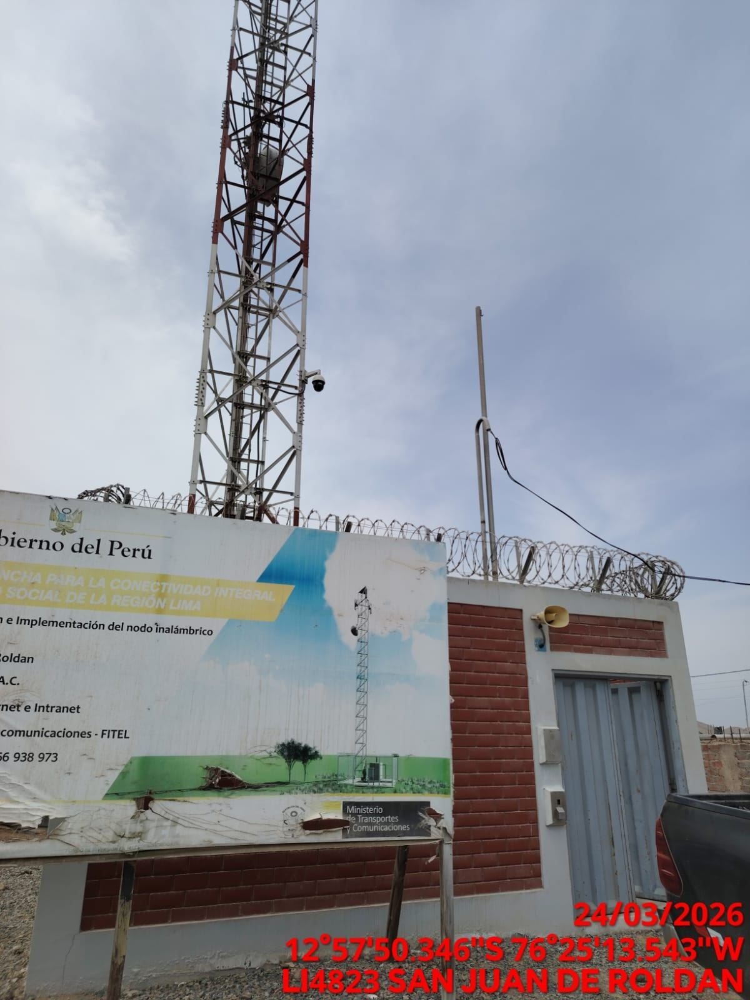 bierno del Perú
NCHA PARA LA CONECTIVIDAD INTEGRAL
O SOCIAL DE LA REGIÓN LIMA
n e Implementación del nodo inalámbrico
Roldan
A.C.
rnet e Intranet
comunicaciones - FITEL
56 938 973
Ministerio
de Transportes
y Comunicaciones
24/03/2026
12°57'50.346"S 76°25'13.543"W
LI4823 SAN JUAN DE ROLDAN